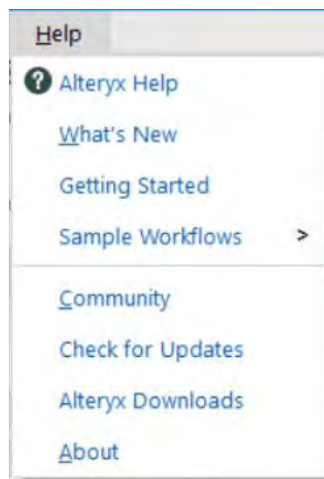 Help
Alteryx Help
What's New
Getting Started
Sample Workflows >
Community
Check for Updates
Alteryx Downloads
About